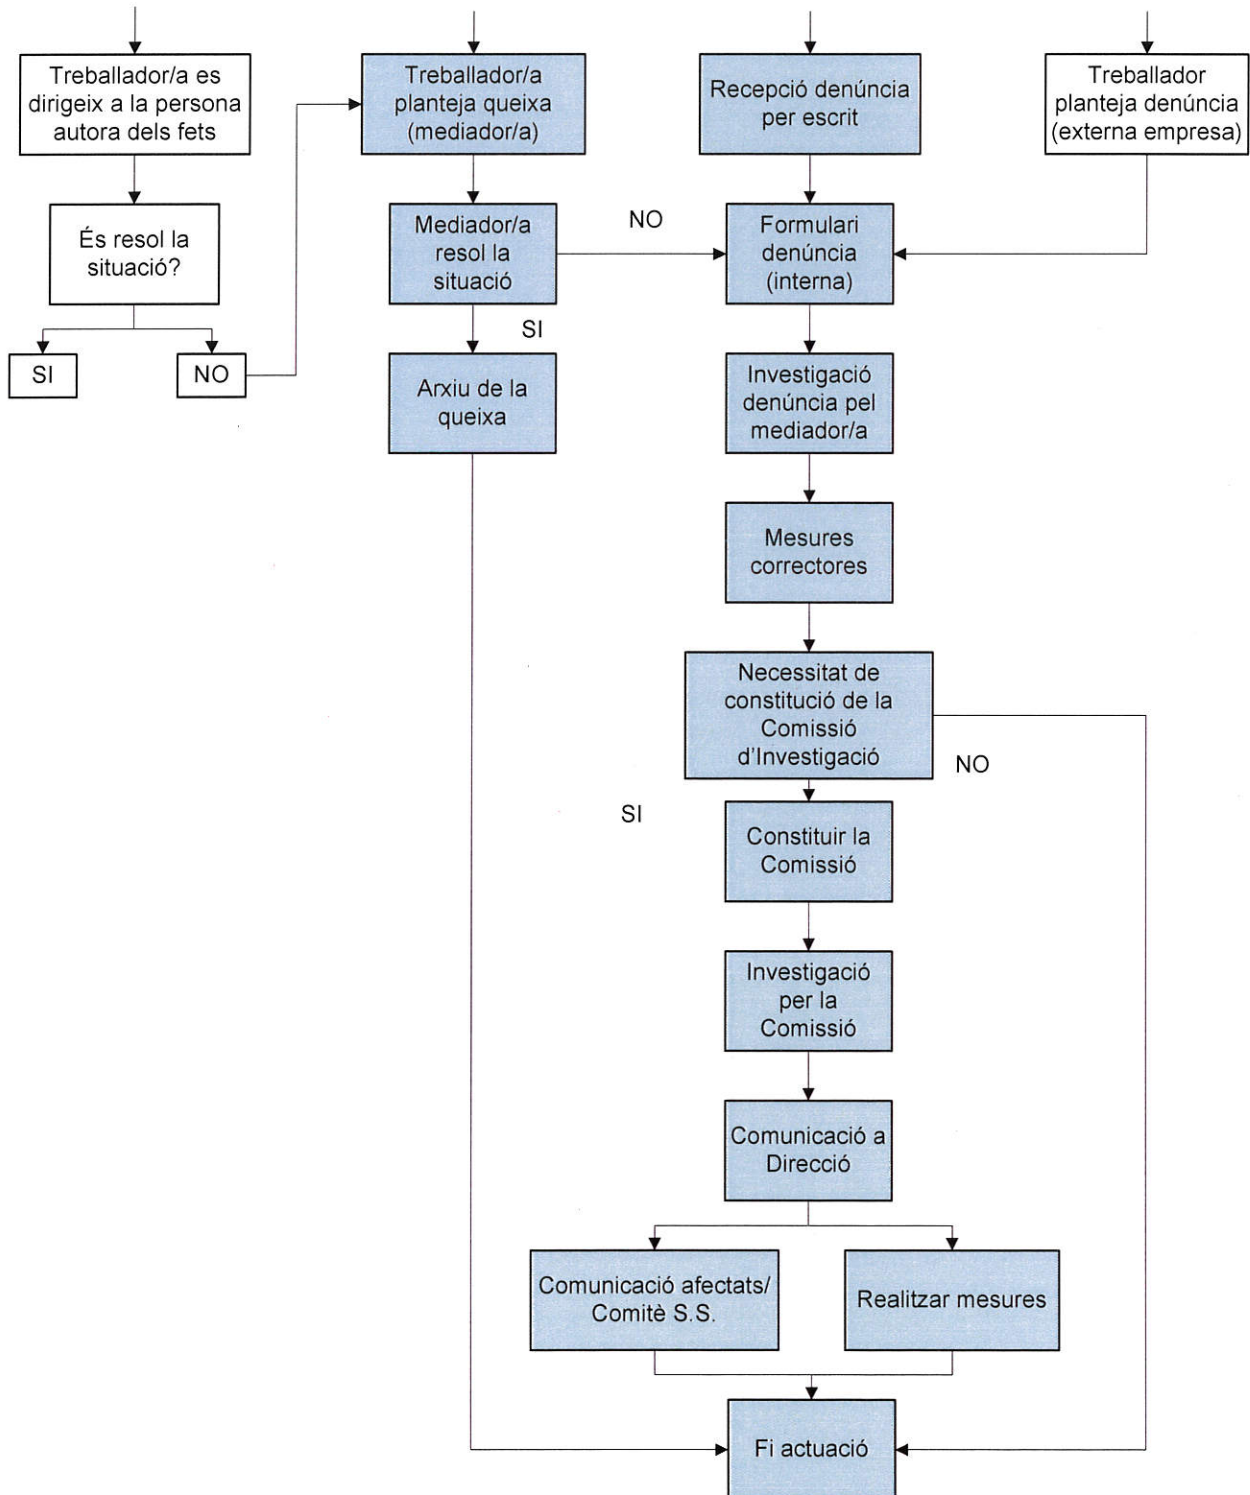 Treballador/a es
dirigeix a la persona
autora dels fets
Treballador/a
planteja queixa
(mediador/a)
Recepció denúncia
per escrit
Treballador
planteja denúncia
(externa empresa)
És resol la
situació?
Mediador/a
resol la
situació
NO
Formulari
denúncia
(interna)
SI
SI
NO
Arxiu de la
queixa
Investigació
denúncia pel
mediador/a
Mesures
correctores
Necessitat de
constitució de la
Comissió
d'Investigació
NO
SI
Constituir la
Comissió
Investigació
per la
Comissió
Comunicació a
Direcció
Comunicació afectats/
Comitè S.S.
Realitzar mesures
Fi actuació